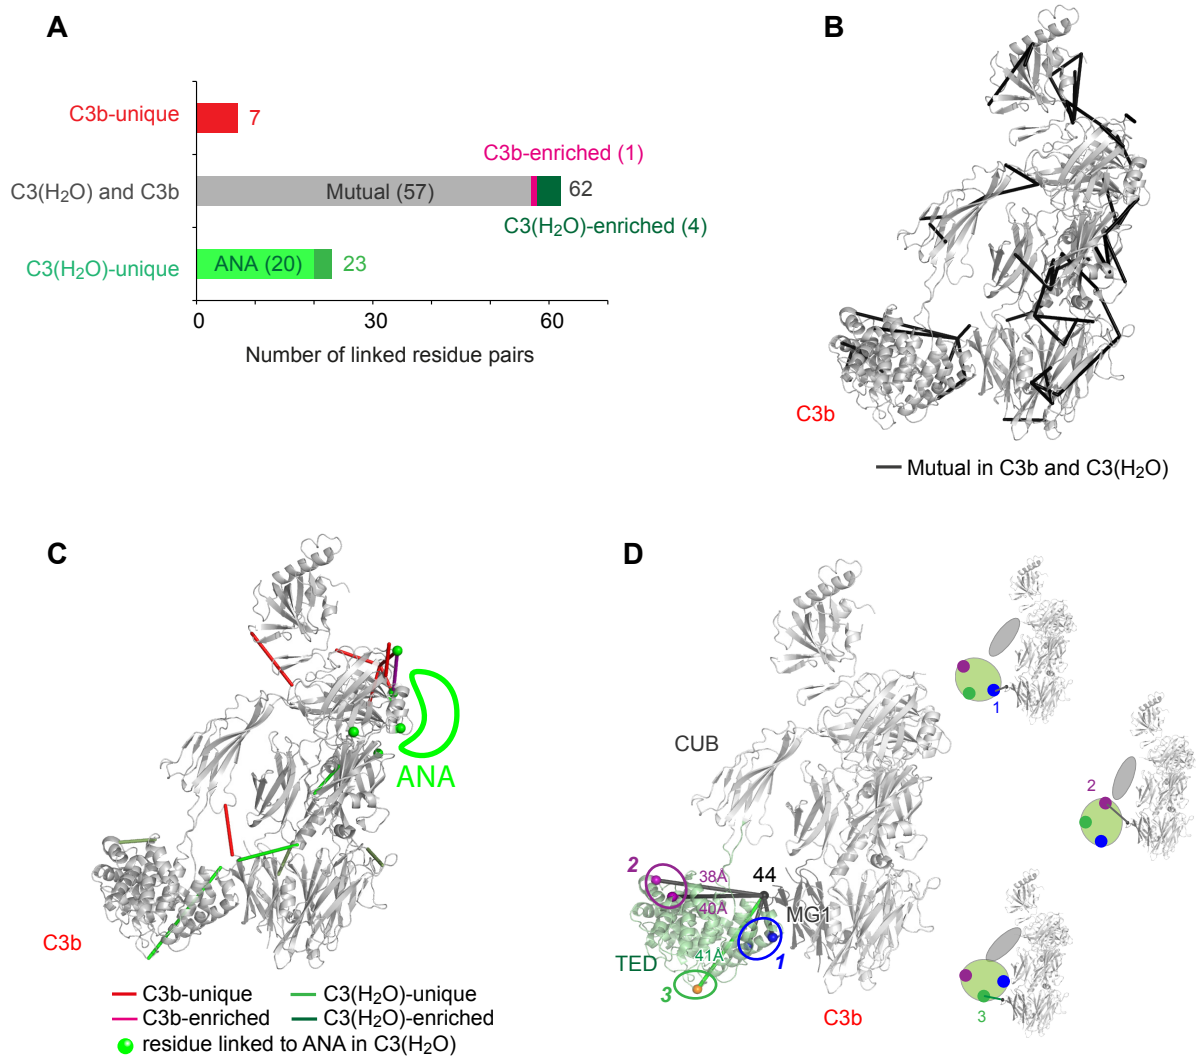 A
C3b-unique
7
C3b-enriched (1)
C3(H2O) and C3b
Mutual (57)
62
C3(H2O)-enriched (4)
C3(H2O)-unique
ANA (20)
23
0
30
60
Number of linked residue pairs
B
C3b
Mutual in C3b and C3(H2O)
C
ANA
C3b
C3b-unique
C3(H2O)-unique
C3b-enriched
C3(H2O)-enriched
residue linked to ANA in C3(H2O)
D
CUB
2
38Å
44
40Å
MG1
TED
41Å
1
3
C3b
1
2
3